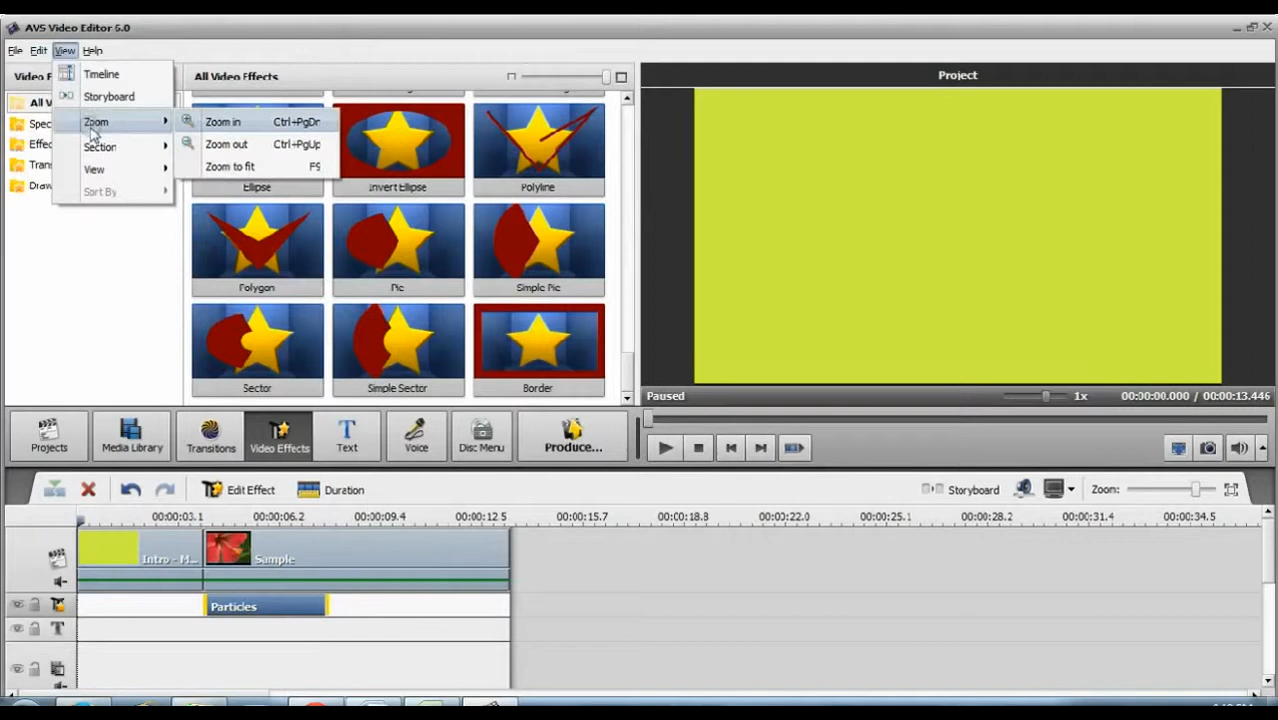 AVS Video Editor 6.0
File Edit View Help
Timeline
Storyboard
Zoom
Section
View
Sort By
Zoom in Ctrl+PgDn
Zoom out Ctrl+PgUp
Zoom to fit F9
All Video Effects
Project
Ellipse Invert Ellipse Polyline
Polygon Pie Simple Pie
Sector Simple Sector Border
Paused 1x 00:00:00.000 / 00:00:13.446
Projects Media Library Transitions Video Effects Text Voice Disc Menu Produce...
Edit Effect Duration Storyboard Zoom:
00:00:03.1 00:00:06.2 00:00:09.4 00:00:12.5 00:00:15.7 00:00:18.8 00:00:22.0 00:00:25.1 00:00:28.2 00:00:31.4 00:00:34.5
Intro - M... Sample
Particles
T